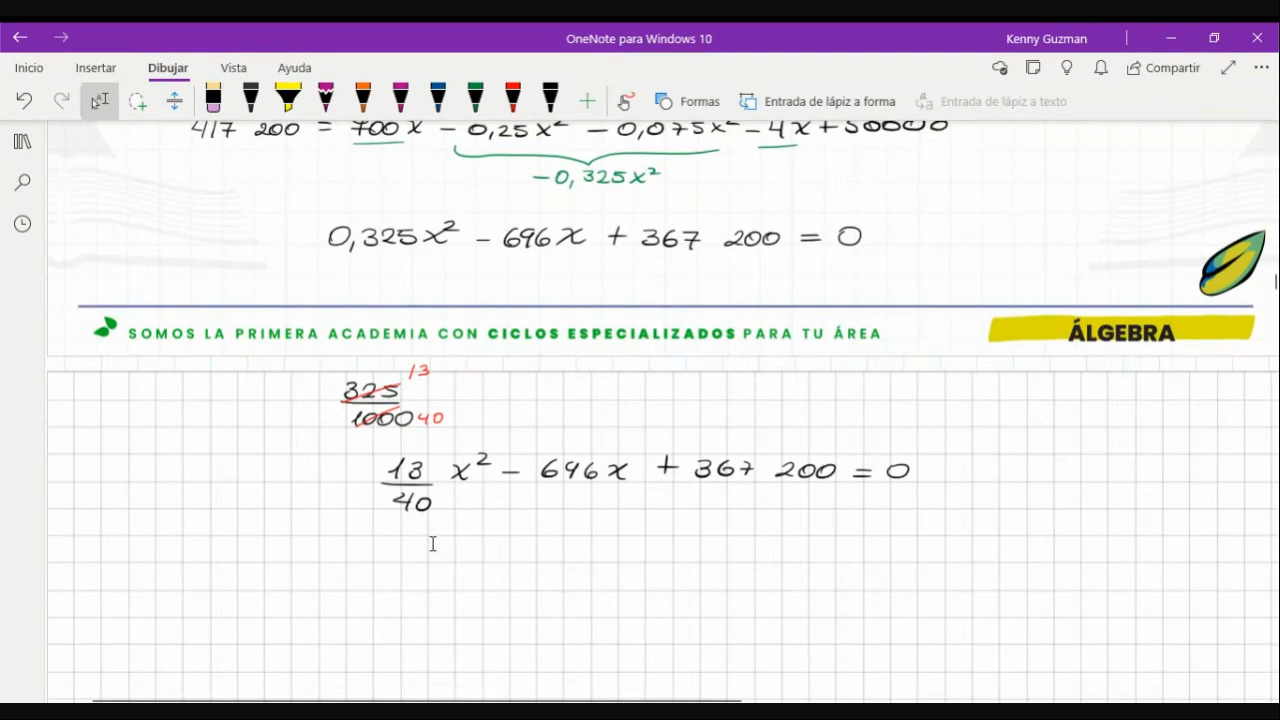 OneNote para Windows 10
Kenny Guzman
Inicio Insertar Dibujar Vista Ayuda
Compartir
Formas Entrada de lápiz a forma Entrada de lápiz a texto
417 200 = 700x - 0,25x² - 0,075x² - 4x + 50000
-0,325x²
0,325x² - 696x + 367 200 = 0
SOMOS LA PRIMERA ACADEMIA CON CICLOS ESPECIALIZADOS PARA TU ÁREA
ÁLGEBRA
325 13
1000 40
13/40 x² - 696x + 367 200 = 0